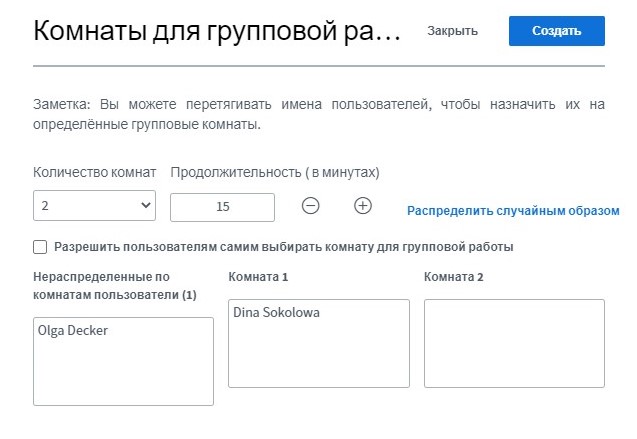 Комнаты для групповой ра...
Закрыть
Создать
Заметка: Вы можете перетягивать имена пользователей, чтобы назначить их на
определённые групповые комнаты.
Количество комнат
Продолжительность ( в минутах)
2
15
Распределить случайным образом
Разрешить пользователям самим выбирать комнату для групповой работы
Нераспределенные по
комнатам пользователи (1)
Комната 1
Комната 2
Olga Decker
Dina Sokolowa